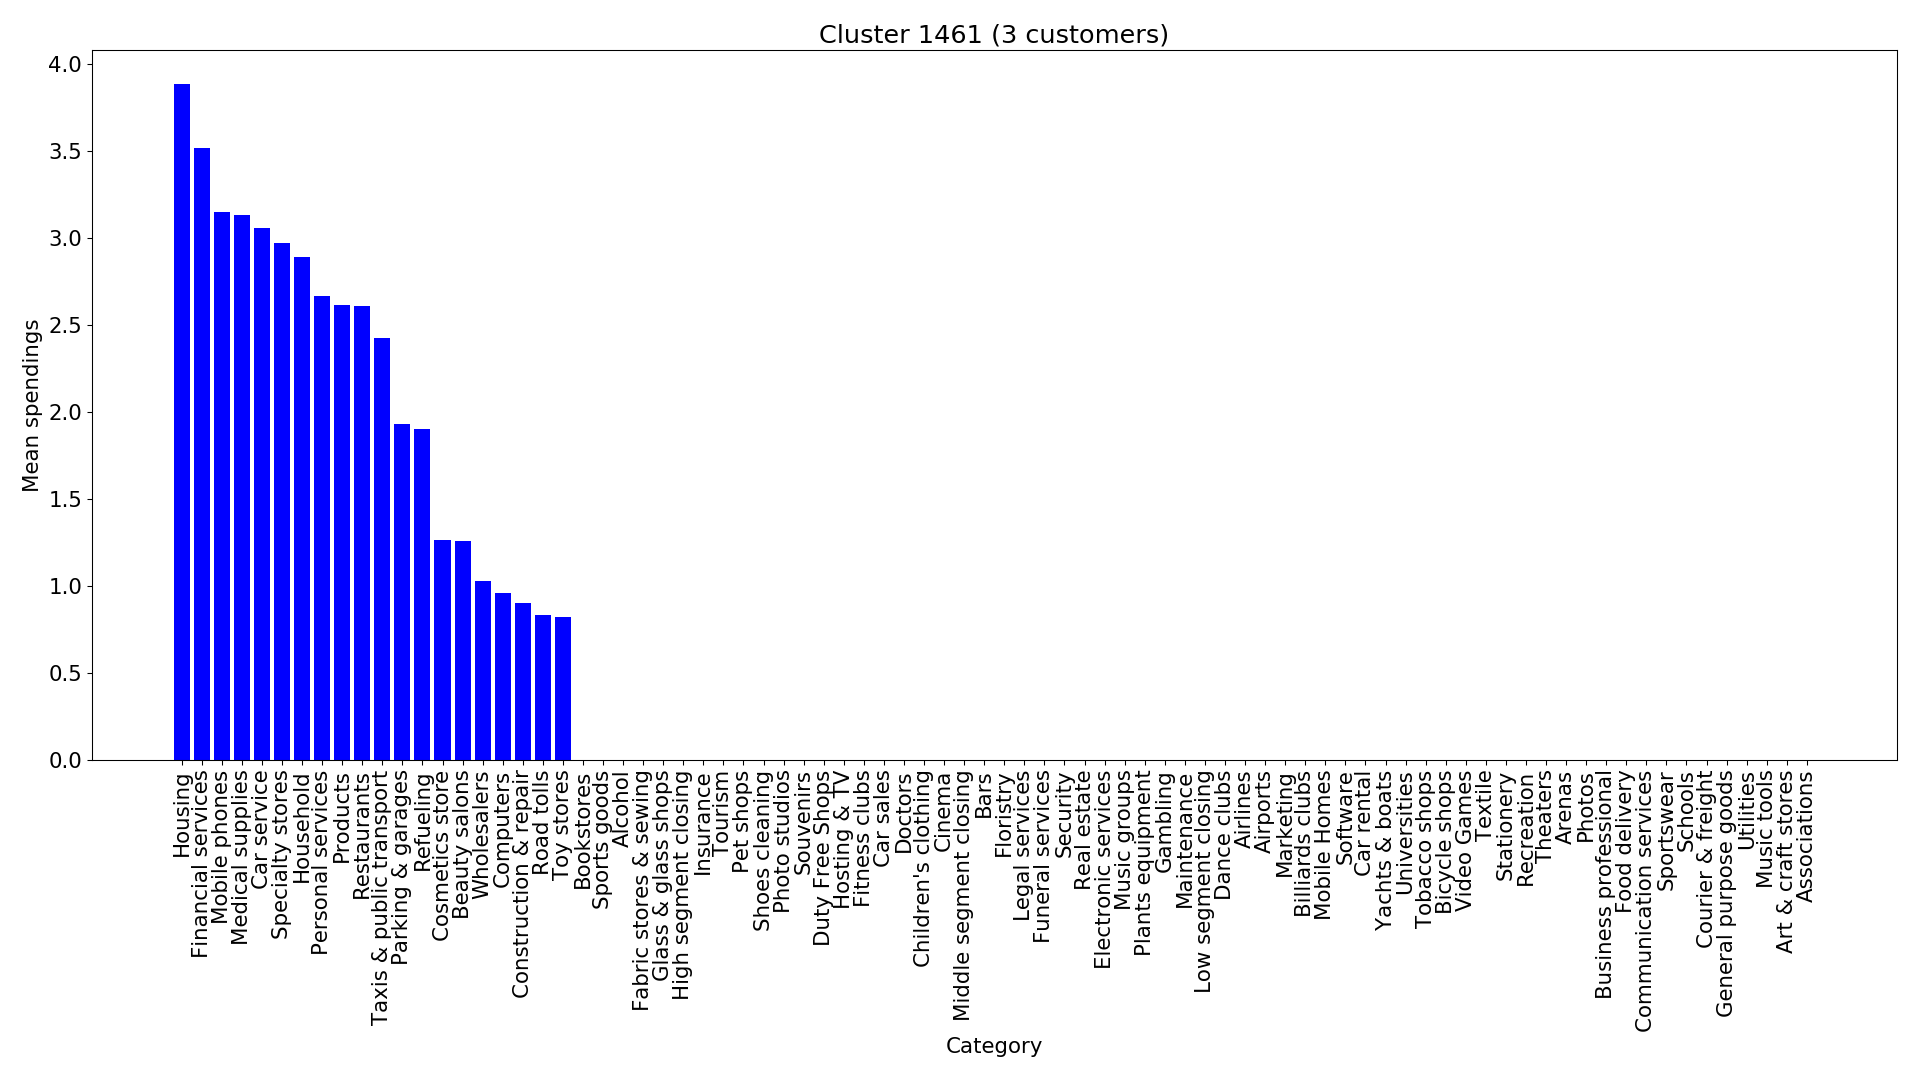 Cluster 1461 (3 customers)
Mean spendings
4.0
3.5
3.0
2.5
2.0
1.5
1.0
0.5
0.0
Housing
Financial services
Mobile phones
Medical supplies
Car service
Specialty stores
Household
Personal services
Products
Restaurants
Taxis & public transport
Parking & garages
Refueling
Cosmetics store
Beauty salons
Wholesalers
Computers
Construction & repair
Road tolls
Toy stores
Bookstores
Sports goods
Alcohol
Fabric stores & sewing
Glass & glass shops
High segment closing
Insurance
Tourism
Pet shops
Shoes cleaning
Photo studios
Souvenirs
Duty Free Shops
Hosting & TV
Fitness clubs
Car sales
Doctors
Children's clothing
Cinema
Middle segment closing
Bars
Floristry
Legal services
Funeral services
Security
Real estate
Electronic services
Music groups
Plants equipment
Gambling
Maintenance
Low segment closing
Dance clubs
Airlines
Airports
Marketing
Billiards clubs
Mobile Homes
Software
Car rental
Yachts & boats
Universities
Tobacco shops
Bicycle shops
Video Games
Textile
Stationery
Recreation
Theaters
Arenas
Photos
Business professional
Food delivery
Communication services
Sportswear
Schools
Courier & freight
General purpose goods
Utilities
Music tools
Art & craft stores
Associations
Category